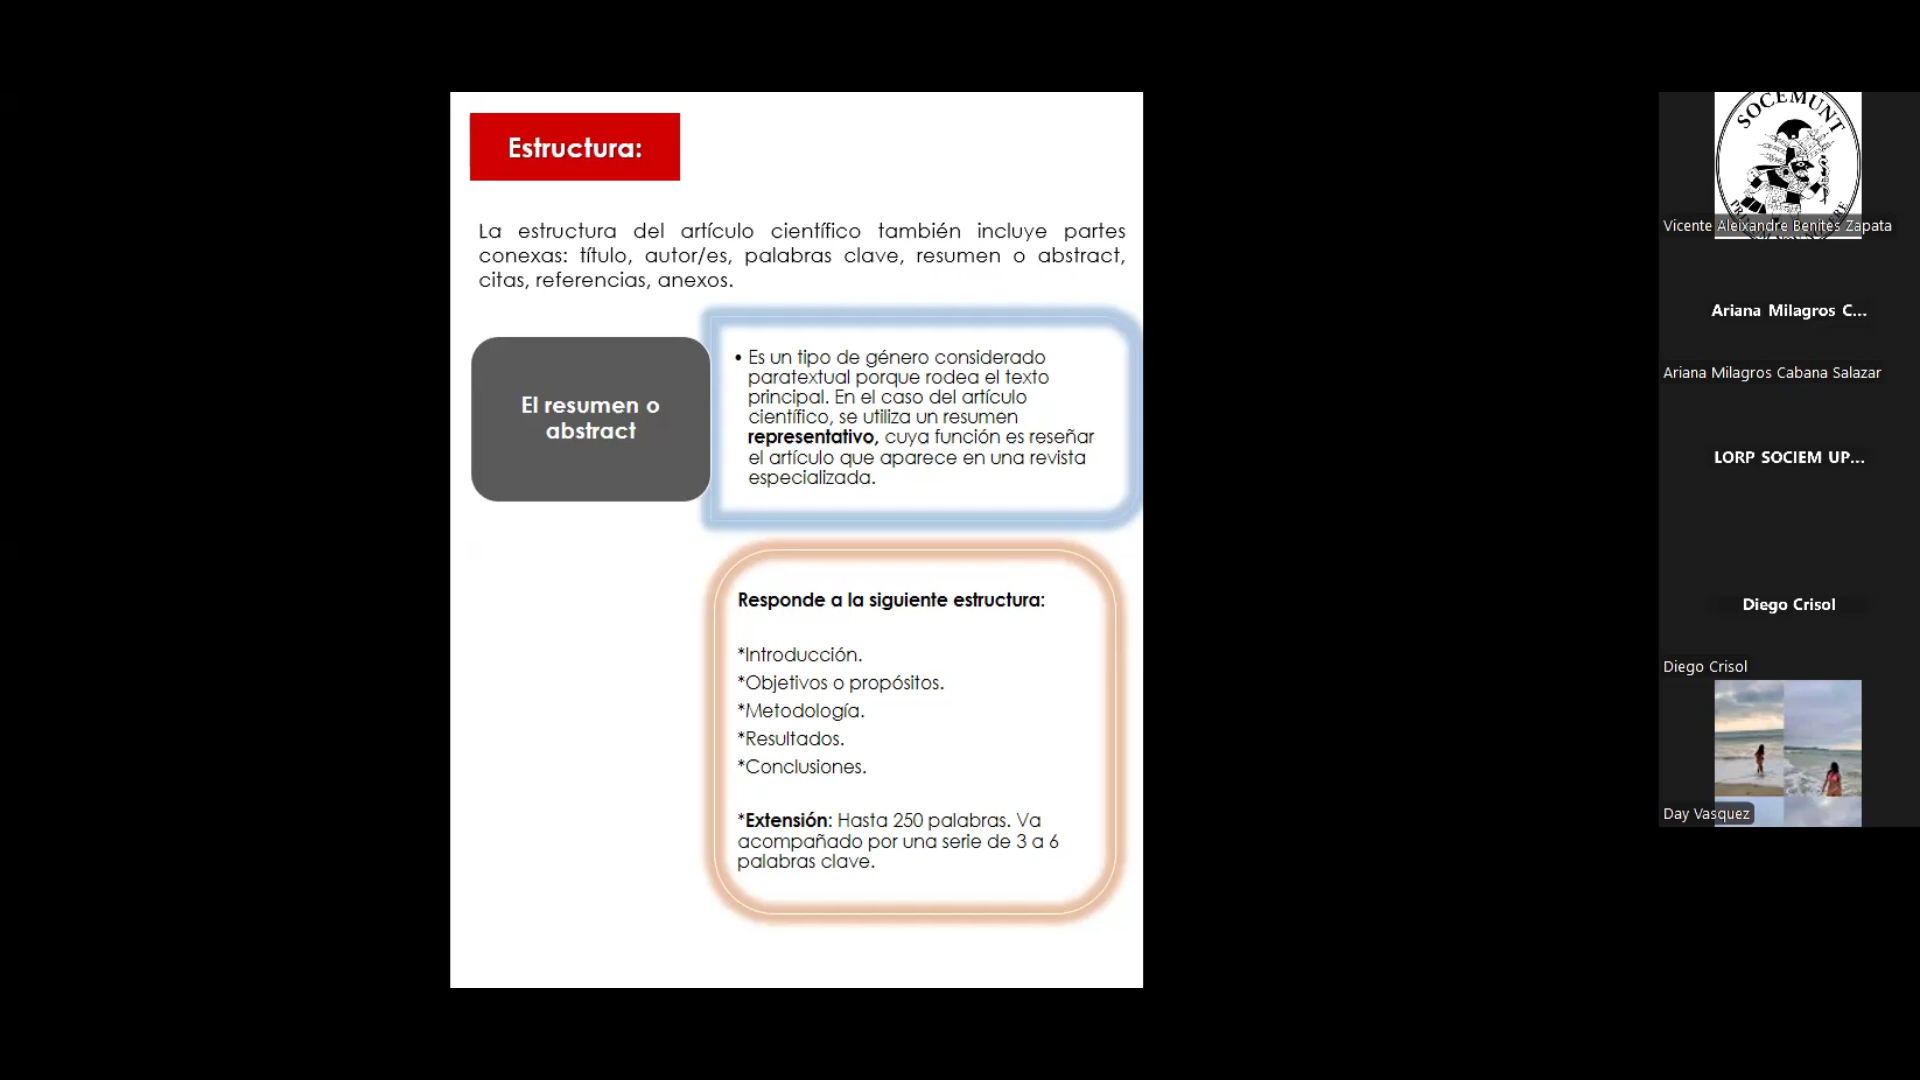 Estructura:
La estructura del artículo científico también incluye partes
conexas: título, autor/es, palabras clave, resumen o abstract,
citas, referencias, anexos.
El resumen o
abstract
• Es un tipo de género considerado
paratextual porque rodea el texto
principal. En el caso del artículo
científico, se utiliza un resumen
representativo, cuya función es reseñar
el artículo que aparece en una revista
especializada.
Responde a la siguiente estructura:
*Introducción.
*Objetivos o propósitos.
*Metodología.
*Resultados.
*Conclusiones.
*Extensión: Hasta 250 palabras. Va
acompañado por una serie de 3 a 6
palabras clave.
SOCEMUNT
Vicente Aleixandre Benites Zapata
Ariana Milagros C...
Ariana Milagros Cabana Salazar
LORP SOCIEM UP...
Diego Crisol
Diego Crisol
Day Vasquez